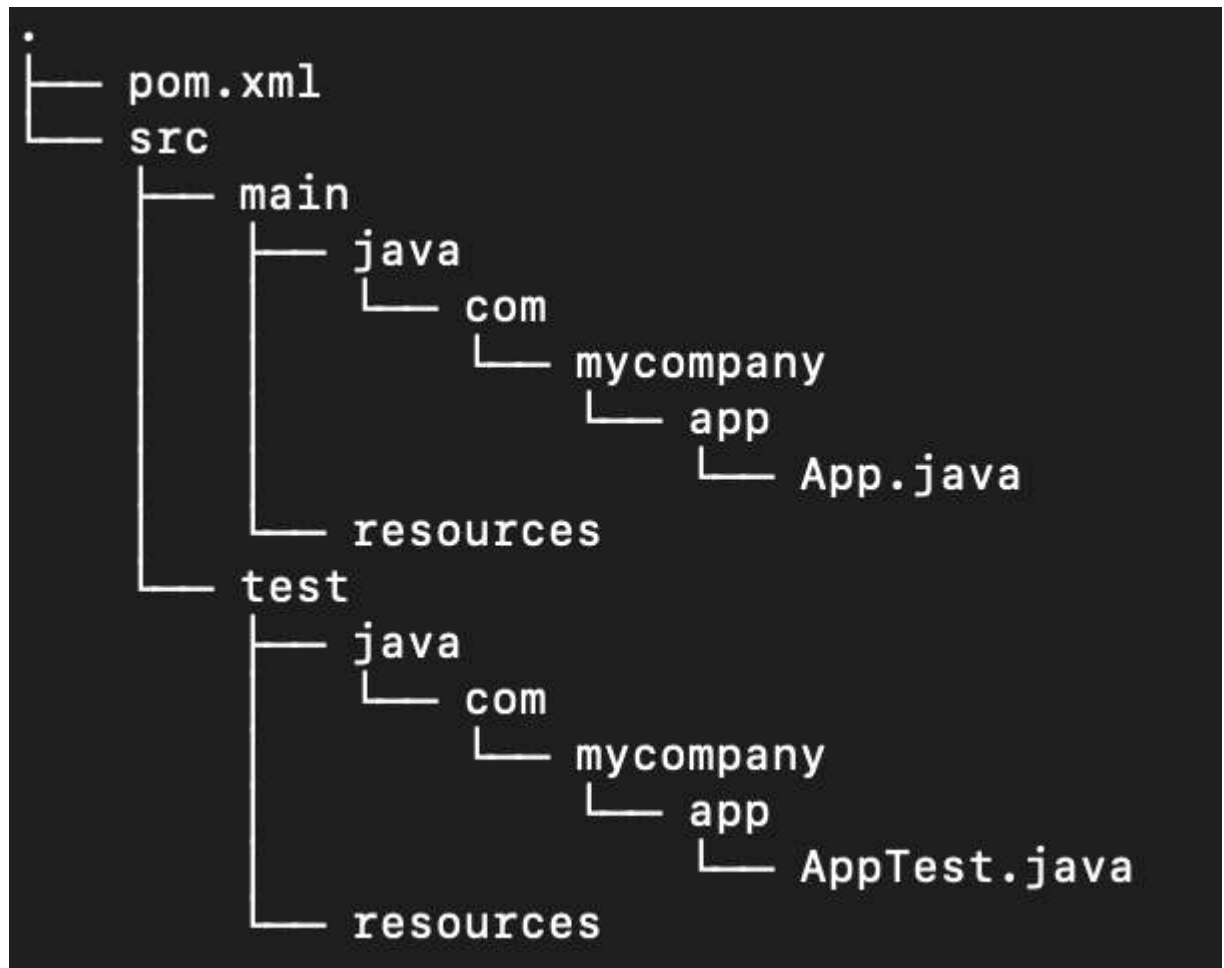 .
├── pom.xml
└── src
    ├── main
    │   ├── java
    │   │   └── com
    │   │       └── mycompany
    │   │           └── app
    │   │               └── App.java
    │   └── resources
    └── test
        ├── java
        │   └── com
        │       └── mycompany
        │           └── app
        │               └── AppTest.java
        └── resources